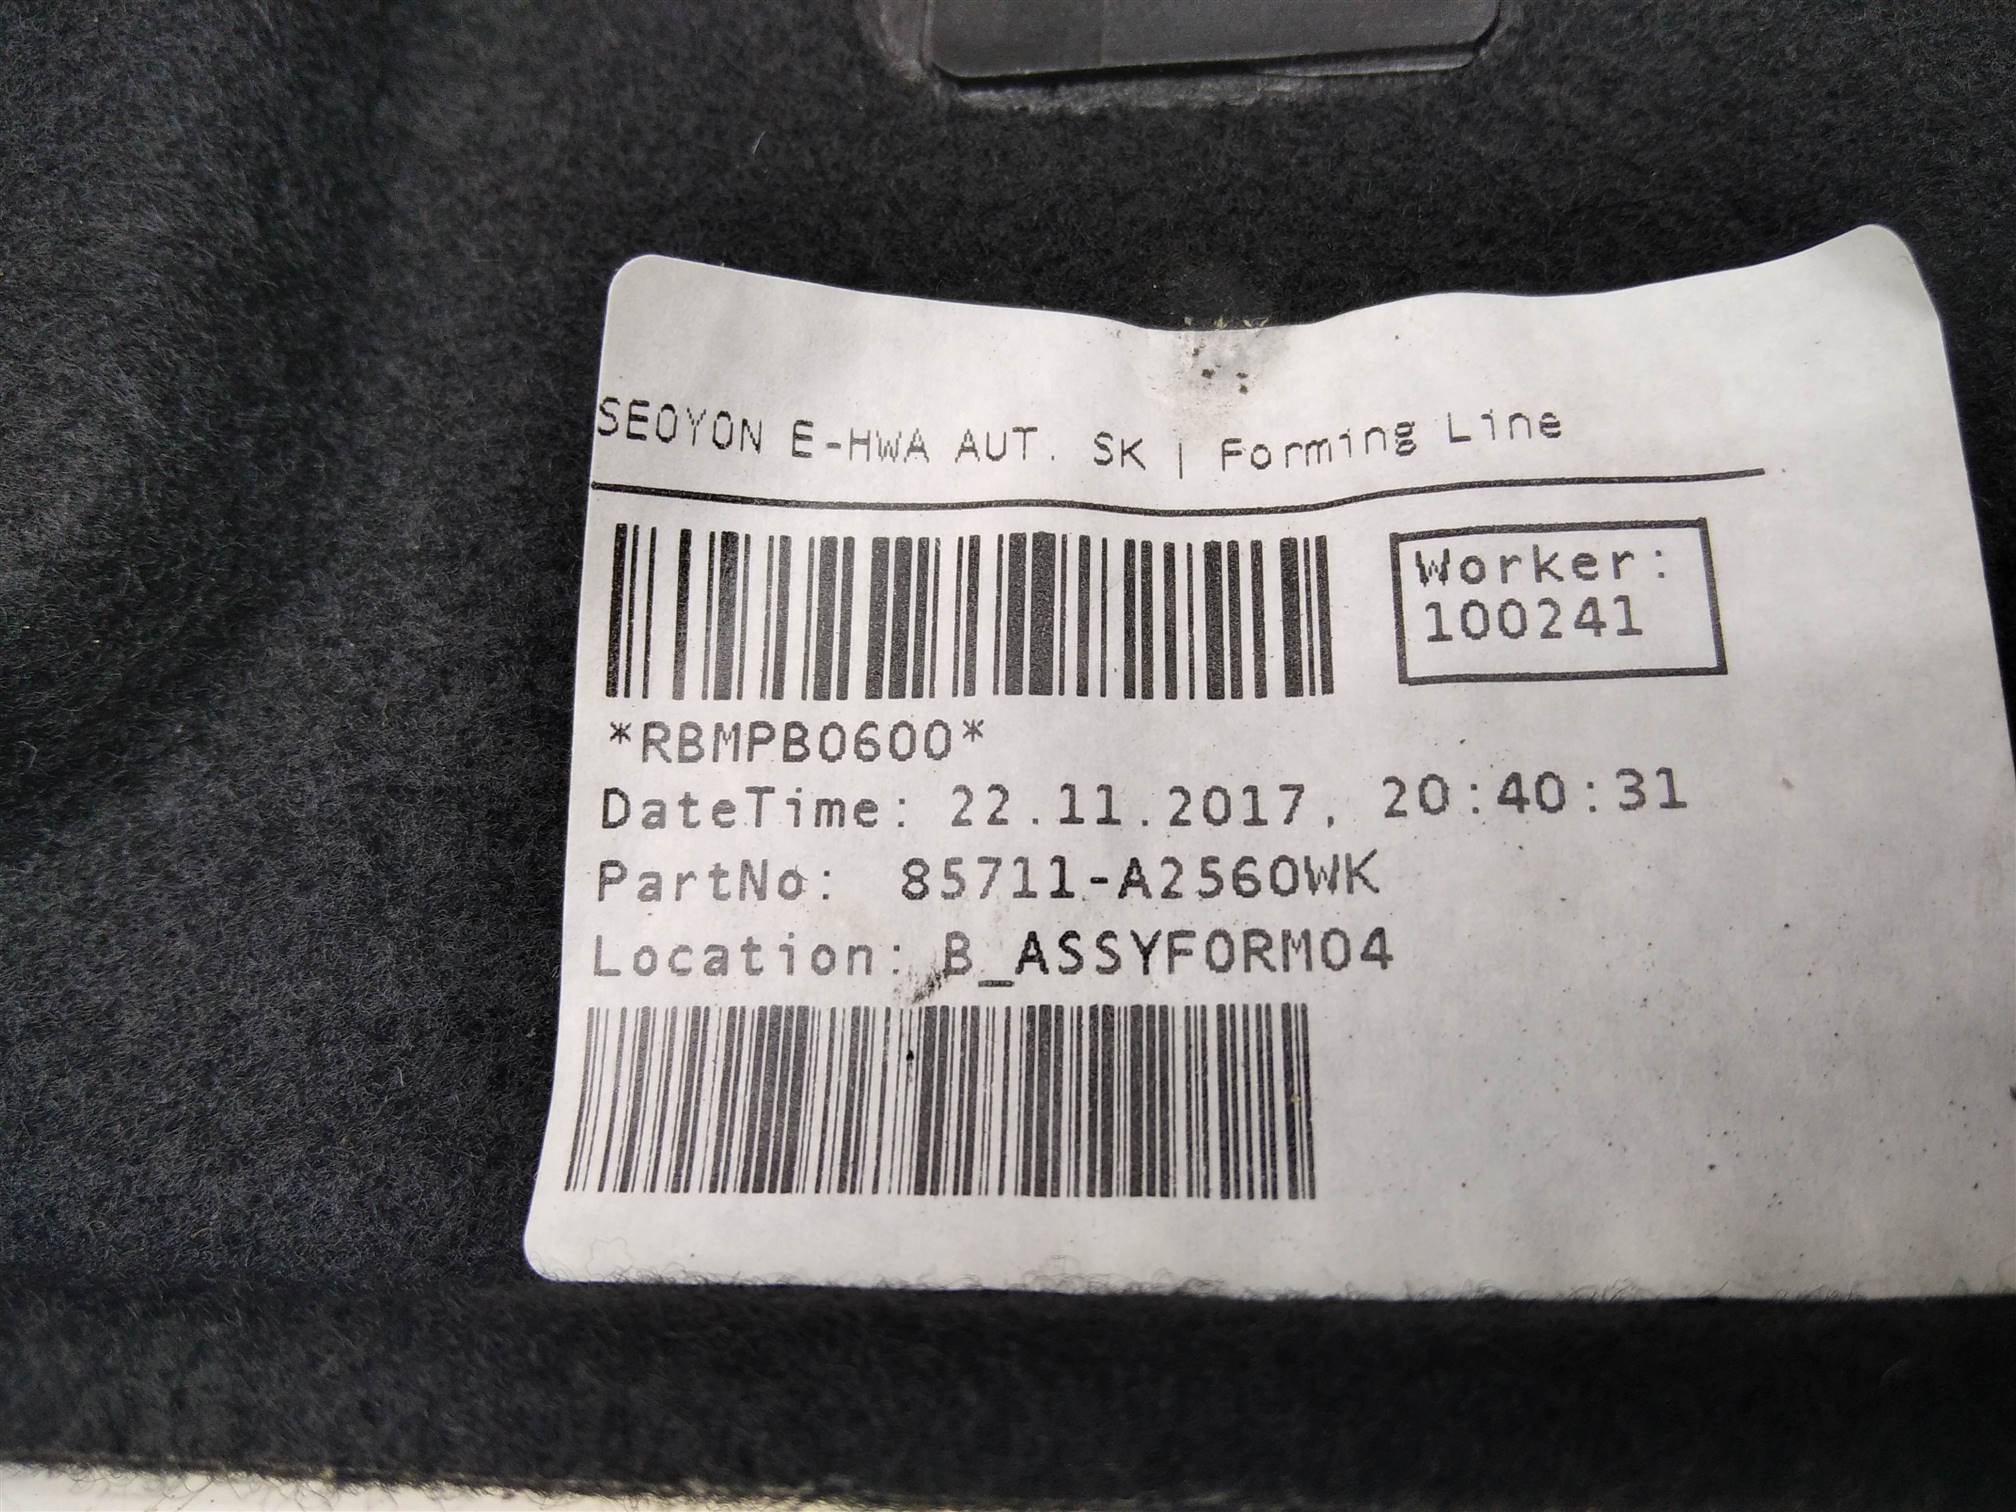 SEOYON E-HWA AUT. SK | Forming Line
Worker:
100241
*RBMPB0600*
DateTime: 22.11.2017, 20:40:31
PartNo: 85711-A2560WK
Location: B_ASSYFORM04